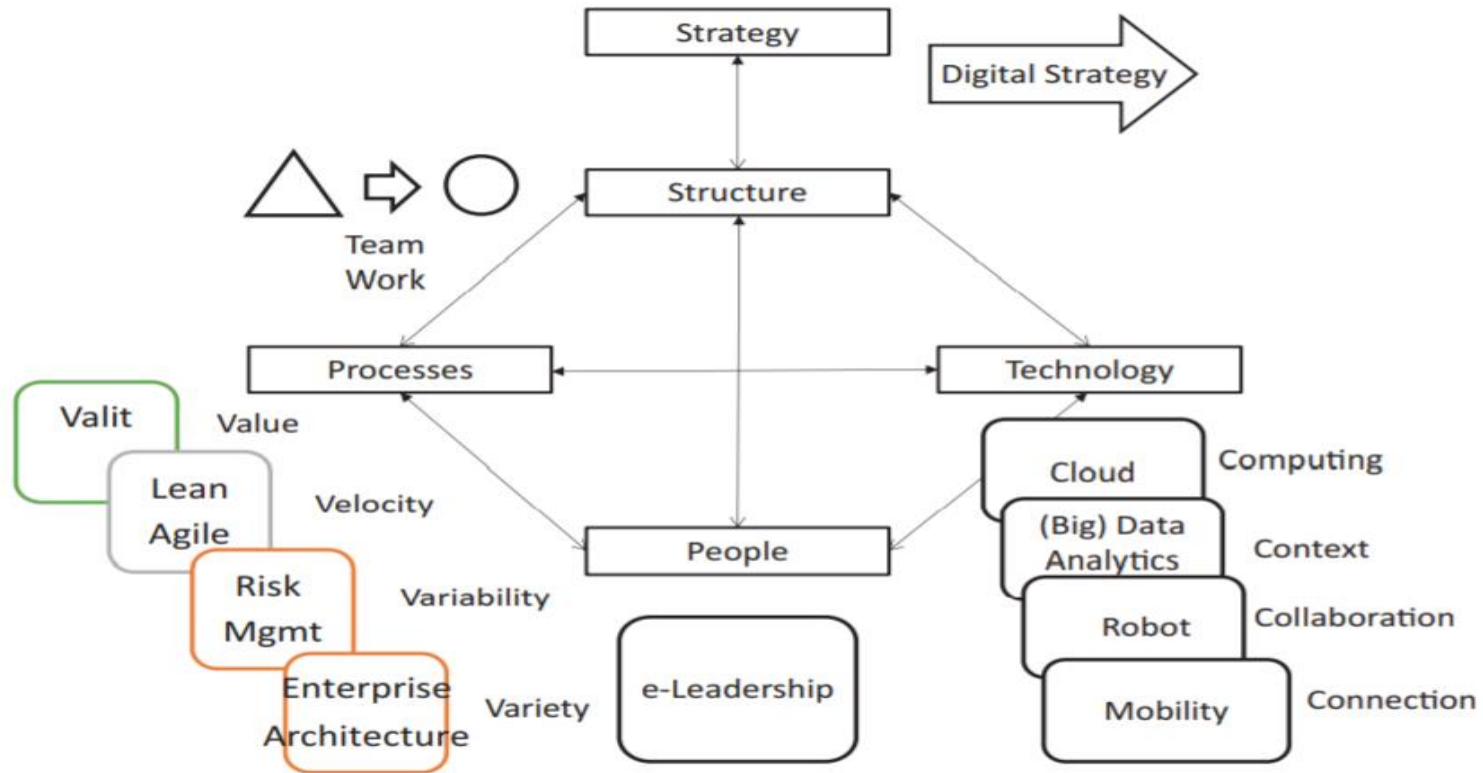 Strategy
Digital Strategy
Structure
Team
Work
Processes
Technology
Valit
Value
Lean
Agile
Velocity
Risk
Mgmt
Variability
Enterprise
Architecture
Variety
People
e-Leadership
Cloud
Computing
(Big) Data
Analytics
Context
Robot
Collaboration
Mobility
Connection